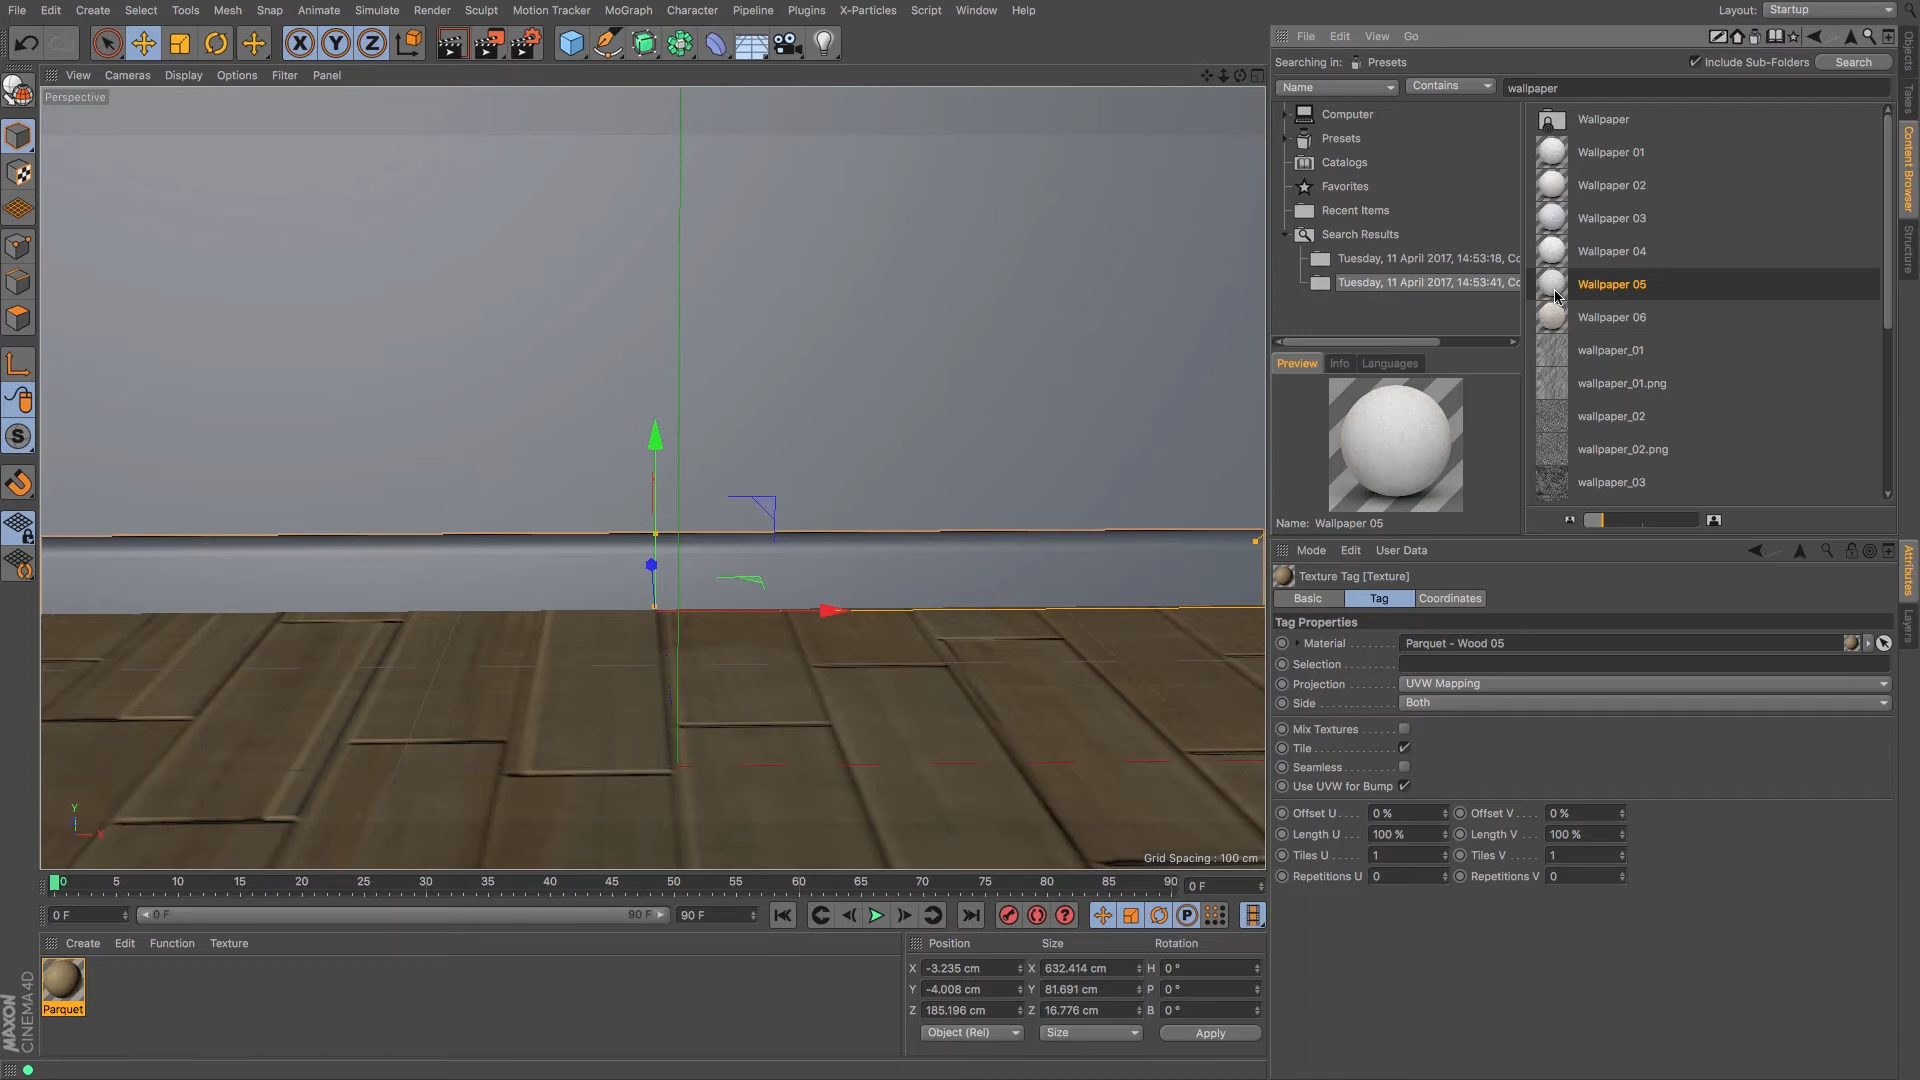 File Edit Create Select Tools Mesh Snap Animate Simulate Render Sculpt Motion Tracker MoGraph Character Pipeline Plugins X-Particles Script Window Help Layout: Startup
View Cameras Display Options Filter Panel
Perspective
Grid Spacing : 100 cm
Y
X
File Edit View Go
Searching in: Presets Include Sub-Folders Search
Name Contains wallpaper
Computer
Presets
Catalogs
Favorites
Recent Items
Search Results
Tuesday, 11 April 2017, 14:53:18, Co
Tuesday, 11 April 2017, 14:53:41, Co
Wallpaper
Wallpaper 01
Wallpaper 02
Wallpaper 03
Wallpaper 04
Wallpaper 05
Wallpaper 06
wallpaper_01
wallpaper_01.png
wallpaper_02
wallpaper_02.png
wallpaper_03
Preview Info Languages
Name: Wallpaper 05
Objects
Takes
Content Browser
Structure
Attributes
Layers
Mode Edit User Data
Texture Tag [Texture]
Basic Tag Coordinates
Tag Properties
Material Parquet - Wood 05
Selection
Projection UVW Mapping
Side Both
Mix Textures
Tile
Seamless
Use UVW for Bump
Offset U 0 % Offset V 0 %
Length U 100 % Length V 100 %
Tiles U 1 Tiles V 1
Repetitions U 0 Repetitions V 0
0 5 10 15 20 25 30 35 40 45 50 55 60 65 70 75 80 85 90 0 F
0 F 0 F 90 F 90 F
Create Edit Function Texture
Parquet
Position Size Rotation
X -3.235 cm X 632.414 cm H 0 °
Y -4.008 cm Y 81.691 cm P 0 °
Z 185.196 cm Z 16.776 cm B 0 °
Object (Rel) Size Apply
MAXON
CINEMA 4D